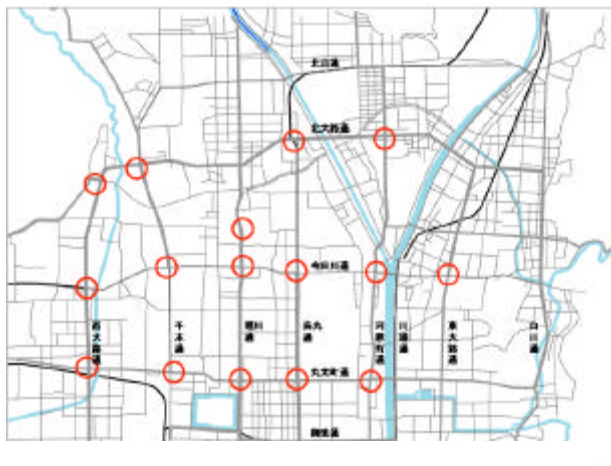 北山通
北大路通
今出川通
西大路通
千本通
堀川通
烏丸通
河原町通
川端通
東大路通
白川通
丸太町通
御池通